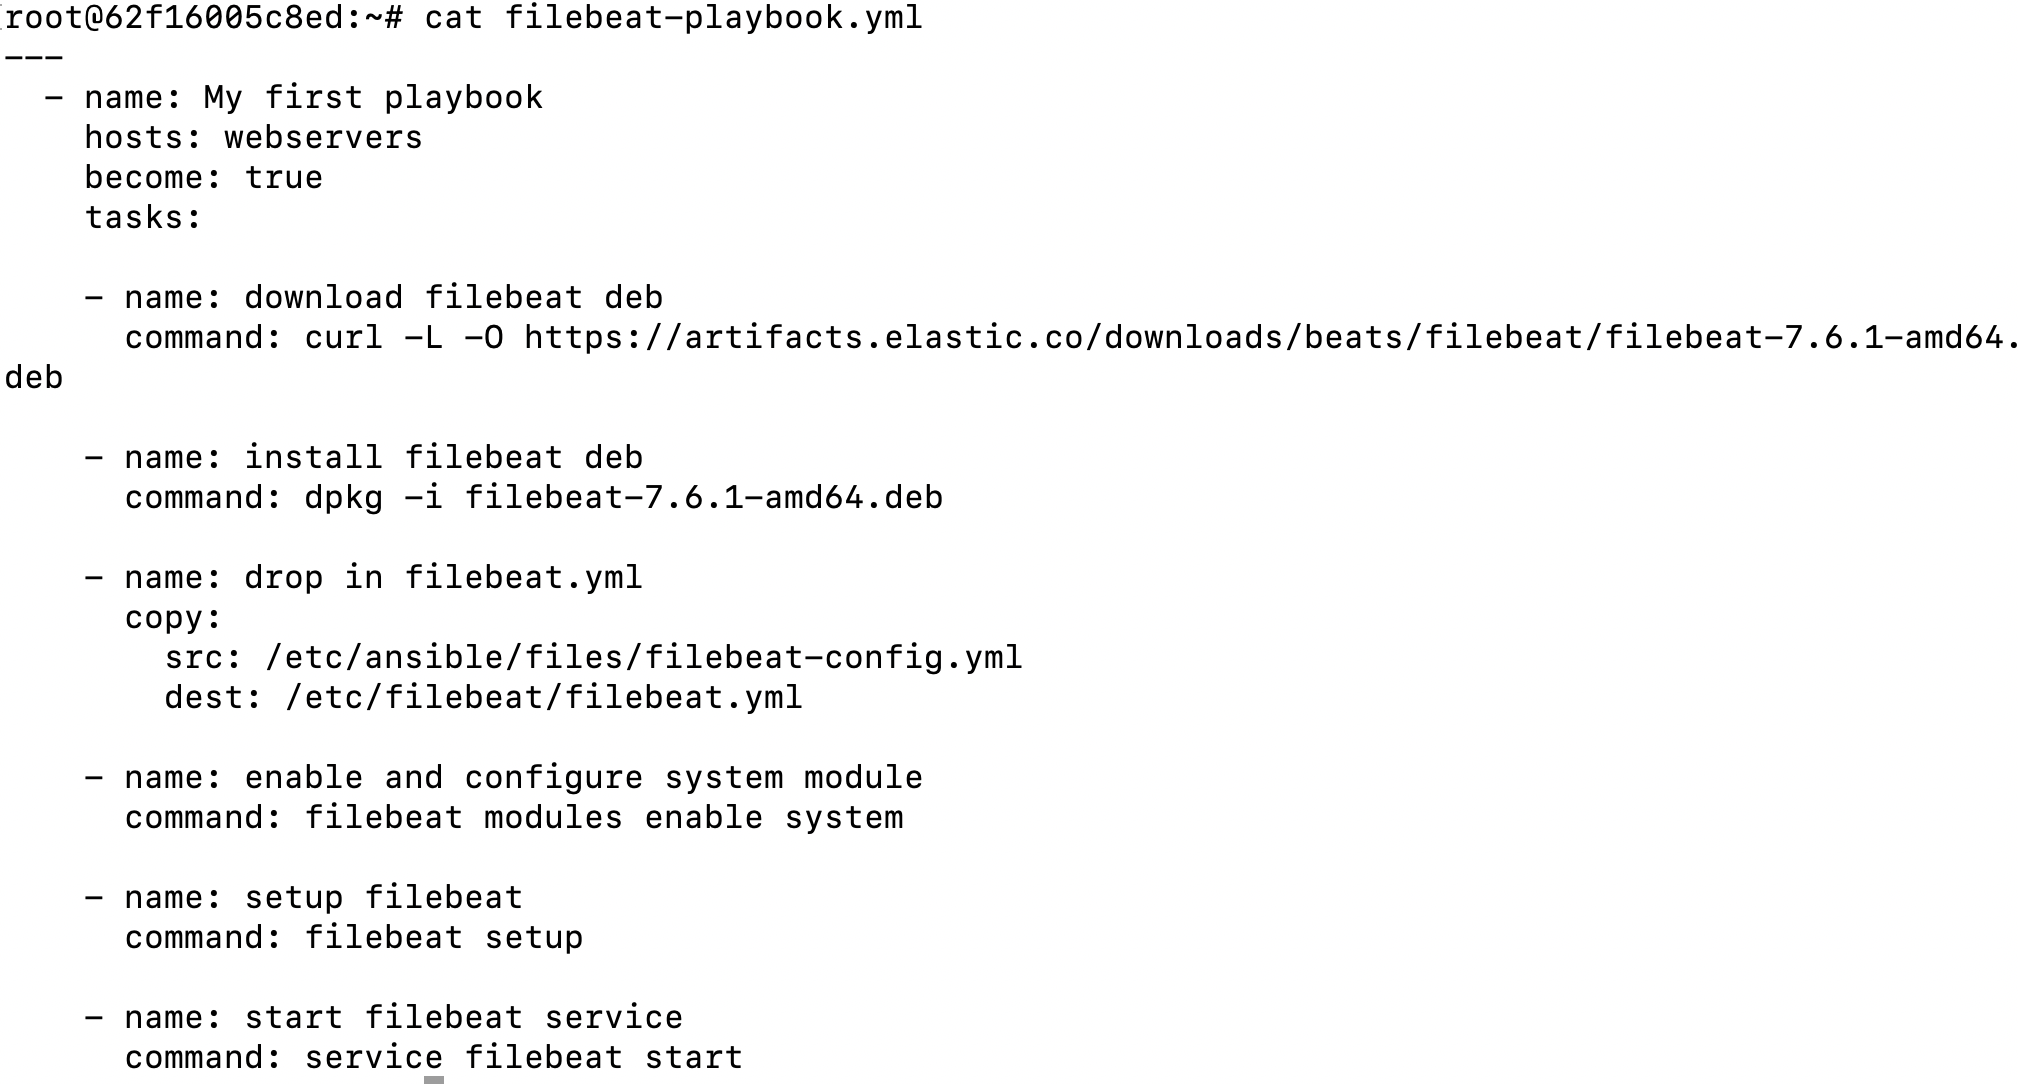 root@62f16005c8ed:~# cat filebeat-playbook.yml
---
  - name: My first playbook
    hosts: webservers
    become: true
    tasks:

    - name: download filebeat deb
      command: curl -L -O https://artifacts.elastic.co/downloads/beats/filebeat/filebeat-7.6.1-amd64.
deb

    - name: install filebeat deb
      command: dpkg -i filebeat-7.6.1-amd64.deb

    - name: drop in filebeat.yml
      copy:
        src: /etc/ansible/files/filebeat-config.yml
        dest: /etc/filebeat/filebeat.yml

    - name: enable and configure system module
      command: filebeat modules enable system

    - name: setup filebeat
      command: filebeat setup

    - name: start filebeat service
      command: service filebeat start